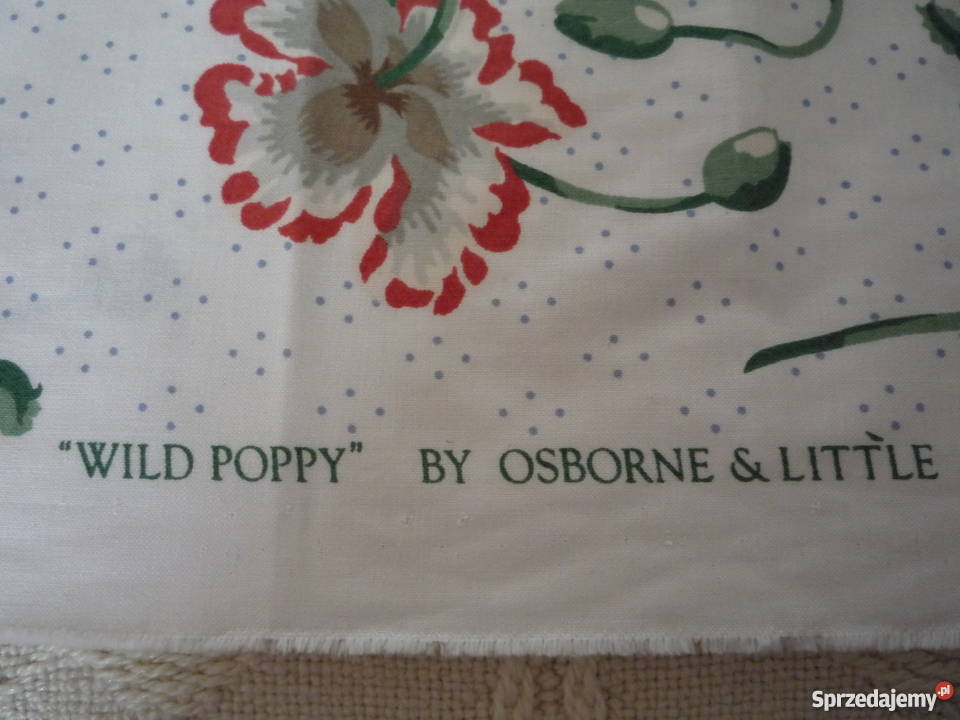 "WILD POPPY" BY OSBORNE & LITTLE
Sprzedajemy.pl